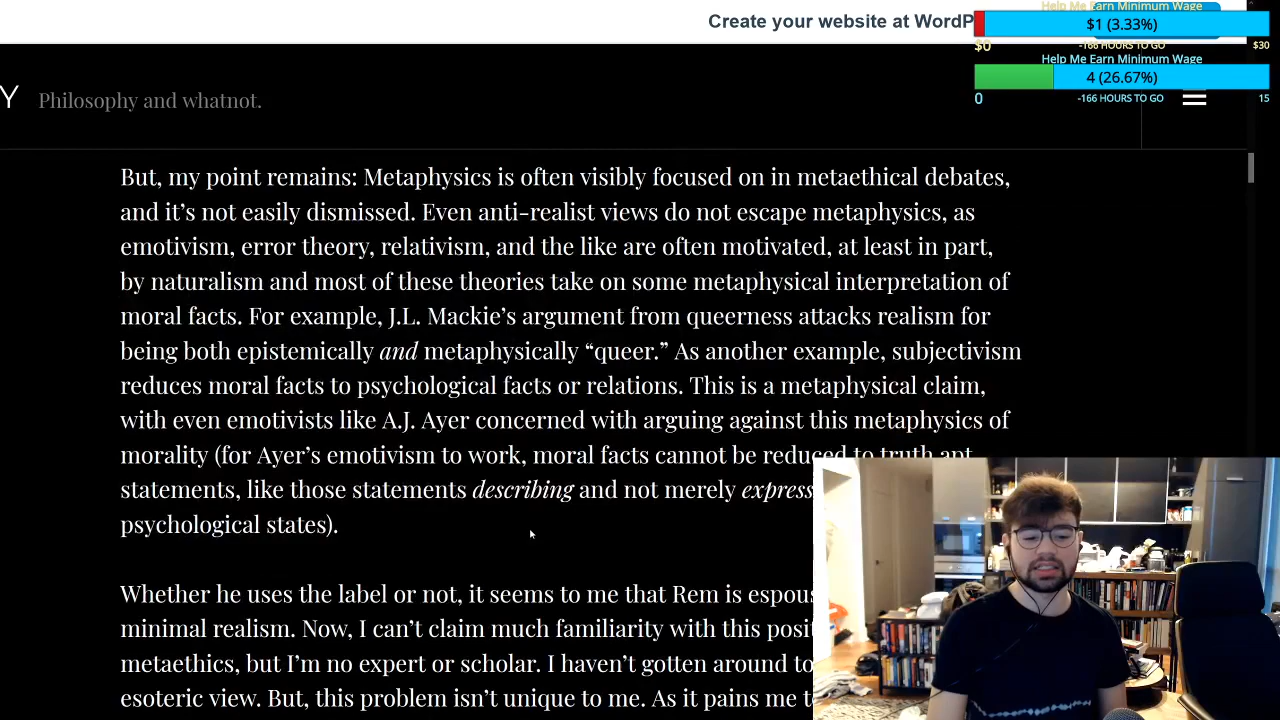 Help Me Earn Minimum Wage
Create your website at WordP
$1 (3.33%)
$0
-166 HOURS TO GO
$30
Help Me Earn Minimum Wage
4 (26.67%)
0
-166 HOURS TO GO
15
Y
Philosophy and whatnot.
But, my point remains: Metaphysics is often visibly focused on in metaethical debates,
and it’s not easily dismissed. Even anti-realist views do not escape metaphysics, as
emotivism, error theory, relativism, and the like are often motivated, at least in part,
by naturalism and most of these theories take on some metaphysical interpretation of
moral facts. For example, J.L. Mackie’s argument from queerness attacks realism for
being both epistemically and metaphysically “queer.” As another example, subjectivism
reduces moral facts to psychological facts or relations. This is a metaphysical claim,
with even emotivists like A.J. Ayer concerned with arguing against this metaphysics of
morality (for Ayer’s emotivism to work, moral facts cannot be reduced to truth apt
statements, like those statements describing and not merely express
psychological states).
Whether he uses the label or not, it seems to me that Rem is espous
minimal realism. Now, I can’t claim much familiarity with this posit
metaethics, but I’m no expert or scholar. I haven’t gotten around to
esoteric view. But, this problem isn’t unique to me. As it pains me t